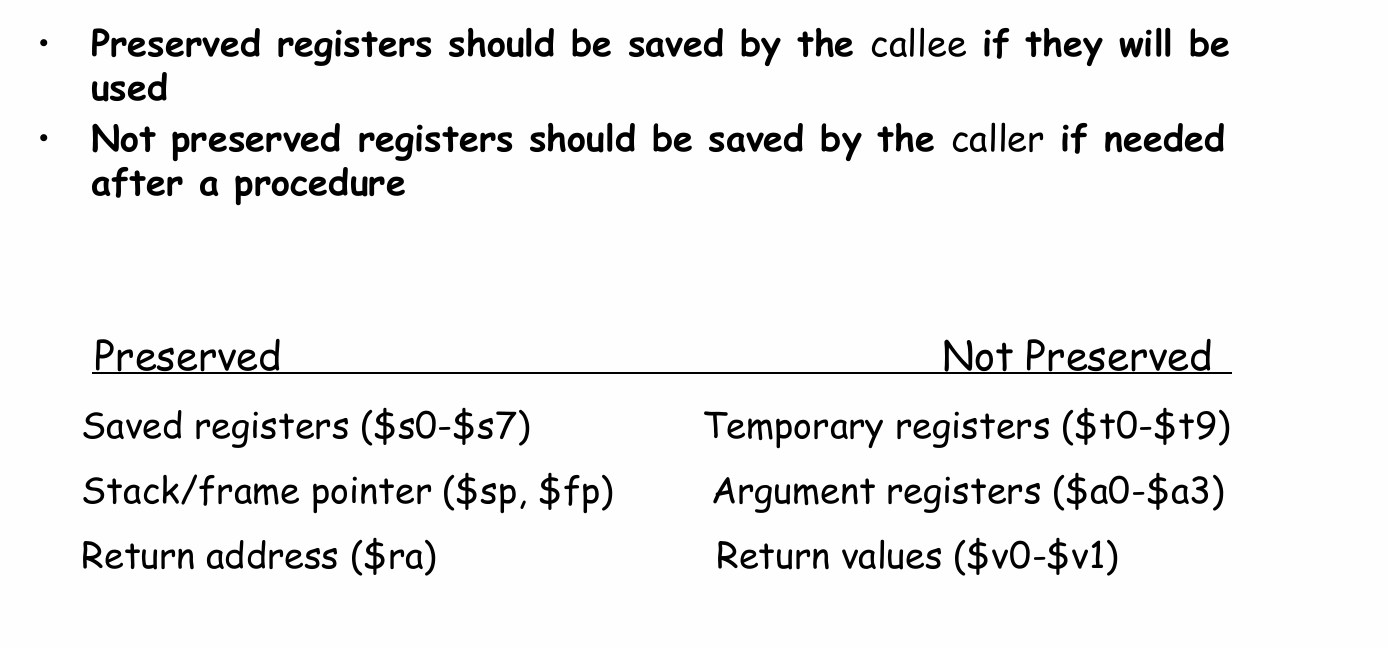 • Preserved registers should be saved by the callee if they will be
used
• Not preserved registers should be saved by the caller if needed
after a procedure
Preserved Not Preserved
Saved registers ($s0-$s7) Temporary registers ($t0-$t9)
Stack/frame pointer ($sp, $fp) Argument registers ($a0-$a3)
Return address ($ra) Return values ($v0-$v1)